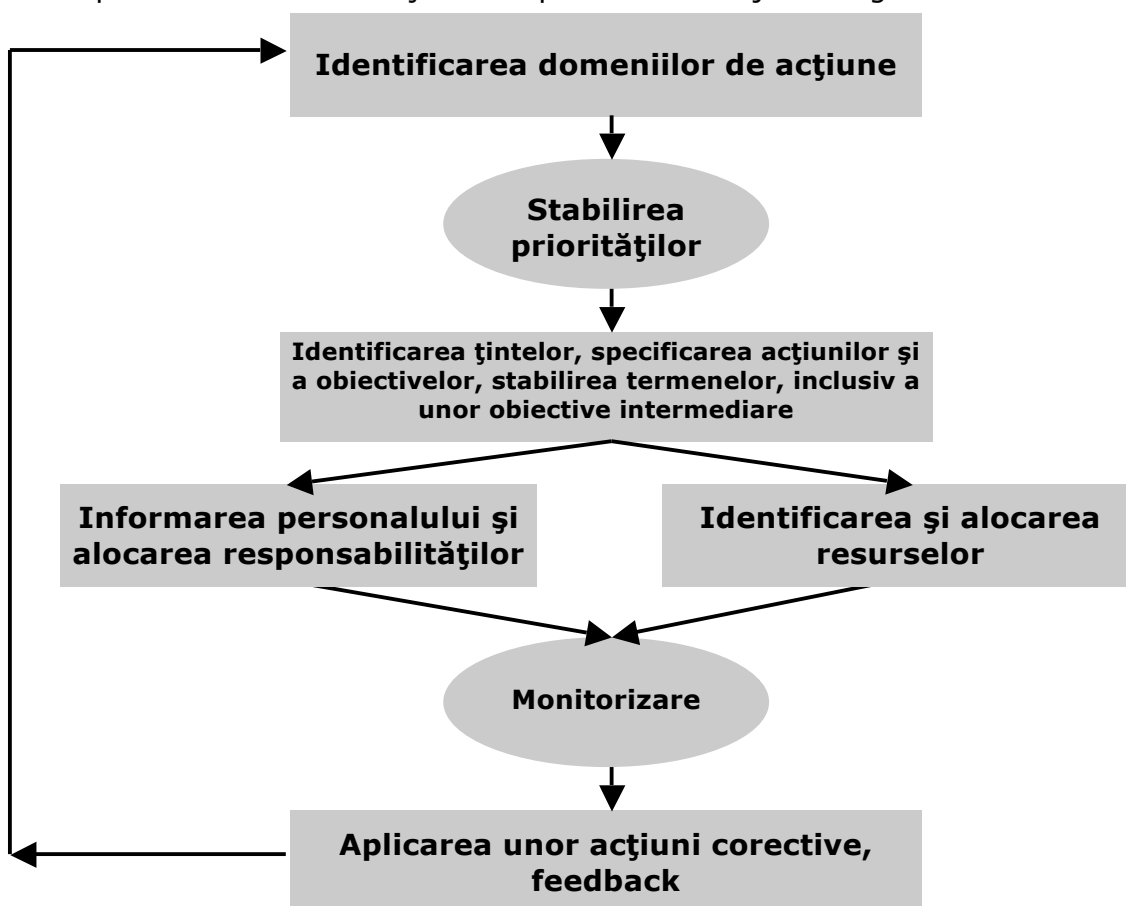 Identificarea domeniilor de acţiune
Stabilirea
priorităţilor
Identificarea ţintelor, specificarea acţiunilor şi
a obiectivelor, stabilirea termenelor, inclusiv a
unor obiective intermediare
Informarea personalului şi
alocarea responsabilităţilor
Identificarea şi alocarea
resurselor
Monitorizare
Aplicarea unor acţiuni corective,
feedback